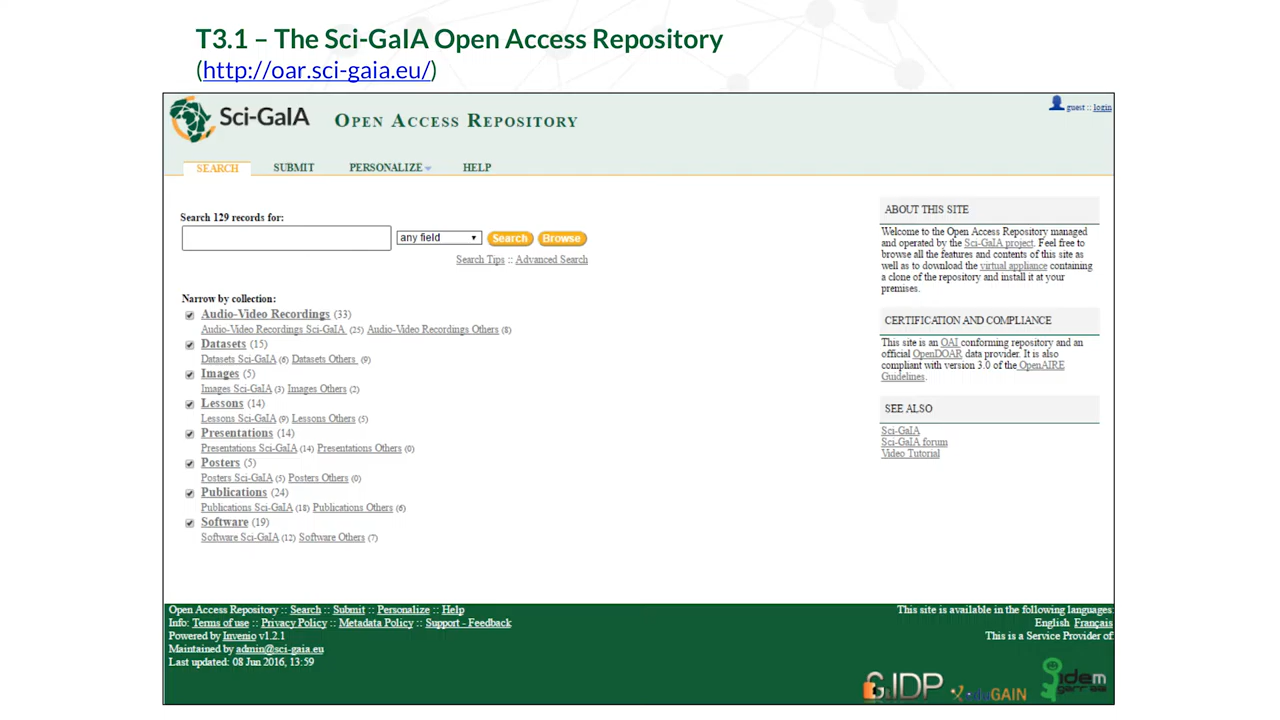 T3.1 – The Sci-GaIA Open Access Repository
(http://oar.sci-gaia.eu/)
Sci-GaIA OPEN ACCESS REPOSITORY
guest :: login
SEARCH SUBMIT PERSONALIZE HELP
Search 129 records for:
any field Search Browse
Search Tips :: Advanced Search
Narrow by collection:
Audio-Video Recordings (33)
Audio-Video Recordings Sci-GaIA (25) Audio-Video Recordings Others (8)
Datasets (15)
Datasets Sci-GaIA (6) Datasets Others (9)
Images (5)
Images Sci-GaIA (3) Images Others (2)
Lessons (14)
Lessons Sci-GaIA (9) Lessons Others (5)
Presentations (14)
Presentations Sci-GaIA (14) Presentations Others (0)
Posters (5)
Posters Sci-GaIA (5) Posters Others (0)
Publications (24)
Publications Sci-GaIA (18) Publications Others (6)
Software (19)
Software Sci-GaIA (12) Software Others (7)
ABOUT THIS SITE
Welcome to the Open Access Repository managed
and operated by the Sci-GaIA project. Feel free to
browse all the features and contents of this site as
well as to download the virtual appliance containing
a clone of the repository and install it at your
premises.
CERTIFICATION AND COMPLIANCE
This site is an OAI conforming repository and an
official OpenDOAR data provider. It is also
compliant with version 3.0 of the OpenAIRE
Guidelines.
SEE ALSO
Sci-GaIA
Sci-GaIA forum
Video Tutorial
Open Access Repository :: Search :: Submit :: Personalize :: Help
Info: Terms of use :: Privacy Policy :: Metadata Policy :: Support - Feedback
Powered by Invenio v1.2.1
Maintained by admin@sci-gaia.eu
Last updated: 08 Jun 2016, 13:59
This site is available in the following languages:
English Français
This is a Service Provider of:
IDP eduGAIN idem garr aai